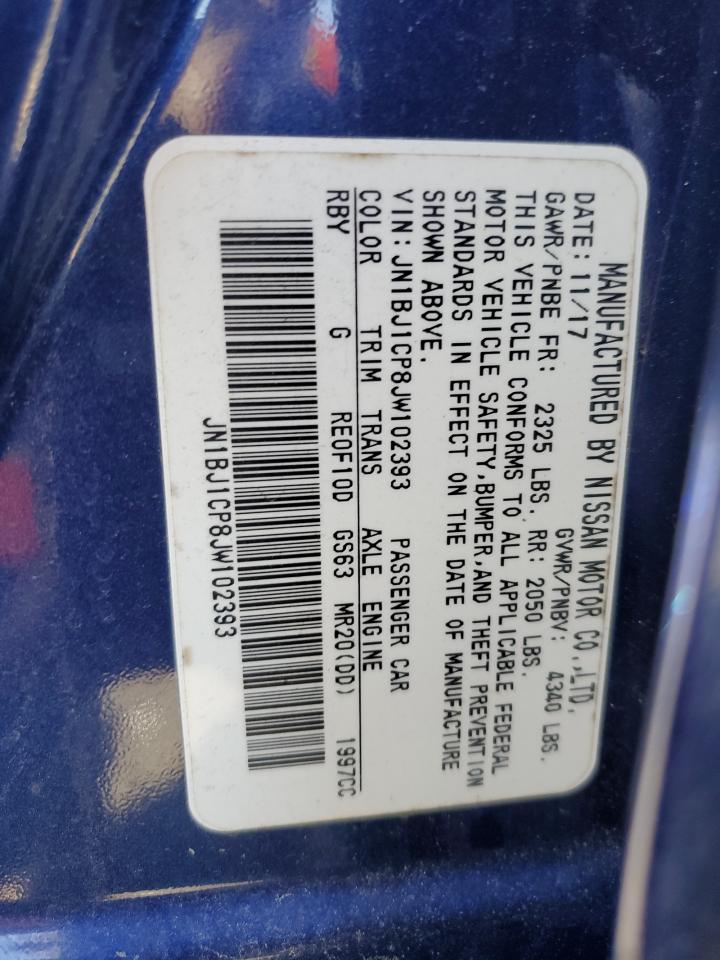 MANUFACTURED BY NISSAN MOTOR CO.,LTD.
DATE: 11/17 GVWR/PNBV: 4340 LBS.
GAWR/PNBE FR: 2325 LBS. RR: 2050 LBS.
THIS VEHICLE CONFORMS TO ALL APPLICABLE FEDERAL
MOTOR VEHICLE SAFETY,BUMPER,AND THEFT PREVENTION
STANDARDS IN EFFECT ON THE DATE OF MANUFACTURE
SHOWN ABOVE.
VIN: JN1BJ1CP8JW102393 PASSENGER CAR
COLOR TRIM TRANS AXLE ENGINE
RBY G RE0F10D GS63 MR20(DD) 1997CC
JN1BJ1CP8JW102393